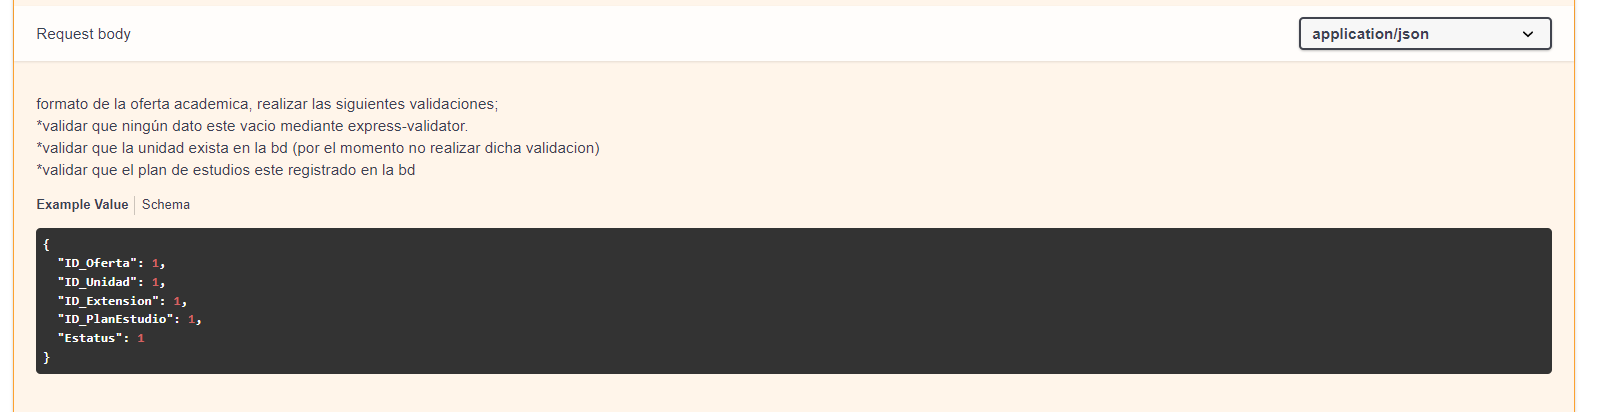 Request body
application/json
formato de la oferta academica, realizar las siguientes validaciones;
*validar que ningún dato este vacio mediante express-validator.
*validar que la unidad exista en la bd (por el momento no realizar dicha validacion)
*validar que el plan de estudios este registrado en la bd
Example Value Schema
{
"ID_Oferta": 1,
"ID_Unidad": 1,
"ID_Extension": 1,
"ID_PlanEstudio": 1,
"Estatus": 1
}